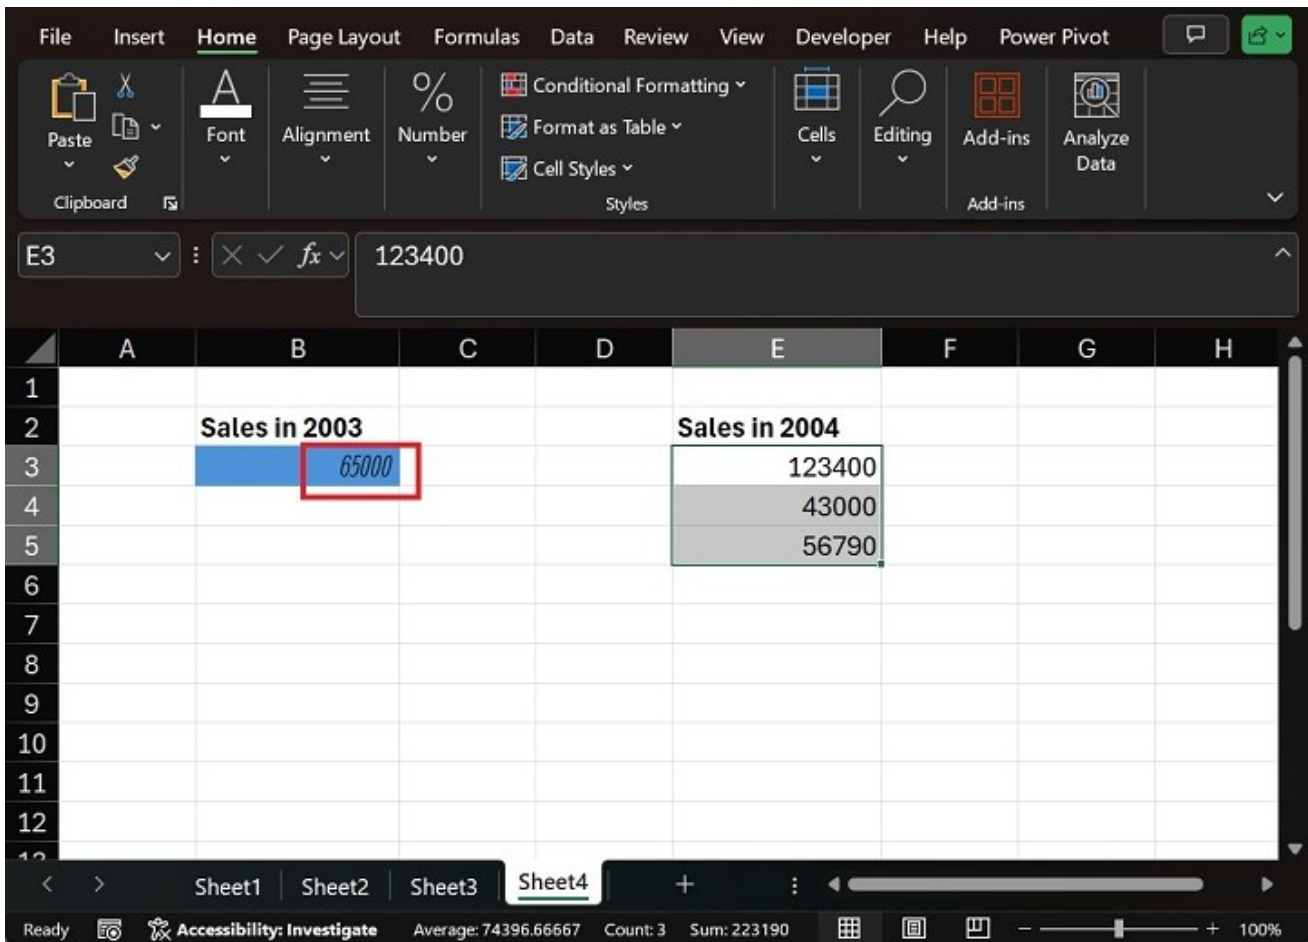 File Insert Home Page Layout Formulas Data Review View Developer Help Power Pivot
Paste
Clipboard
Font
Alignment
%
Number
Conditional Formatting
Format as Table
Cell Styles
Styles
Cells
Editing
Add-ins
Add-ins
Analyze
Data
E3 fx 123400
A B C D E F G H
1
2 Sales in 2003 Sales in 2004
3 65000 123400
4 43000
5 56790
6
7
8
9
10
11
12
13
Sheet1 Sheet2 Sheet3 Sheet4 +
Ready Accessibility: Investigate Average: 74396.66667 Count: 3 Sum: 223190 - + 100%